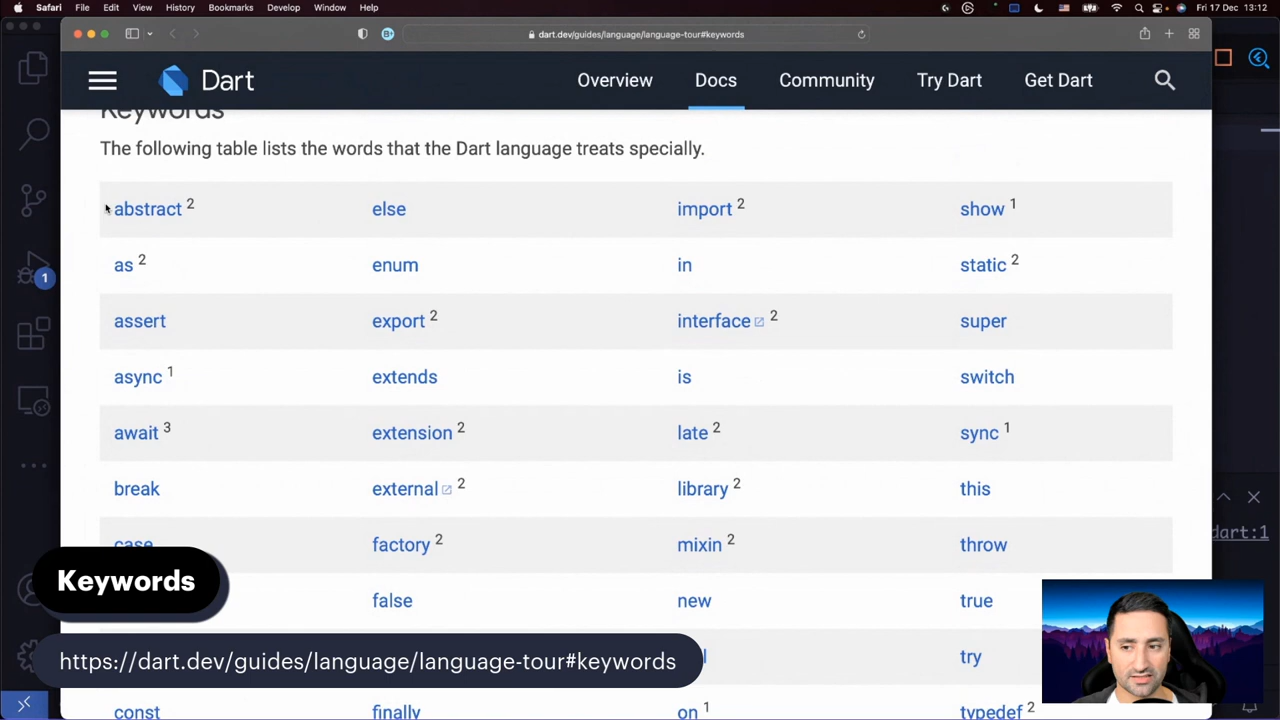 Safari File Edit View History Bookmarks Develop Window Help
Fri 17 Dec 13:12
dart.dev/guides/language/language-tour#keywords
Dart
Overview Docs Community Try Dart Get Dart
Keywords
The following table lists the words that the Dart language treats specially.
abstract 2 else import 2 show 1
as 2 enum in static 2
assert export 2 interface 2 super
async 1 extends is switch
await 3 extension 2 late 2 sync 1
break external 2 library 2 this
case factory 2 mixin 2 throw
false new true
try
const finally on 1 typedef 2
1
dart:1
Keywords
https://dart.dev/guides/language/language-tour#keywords